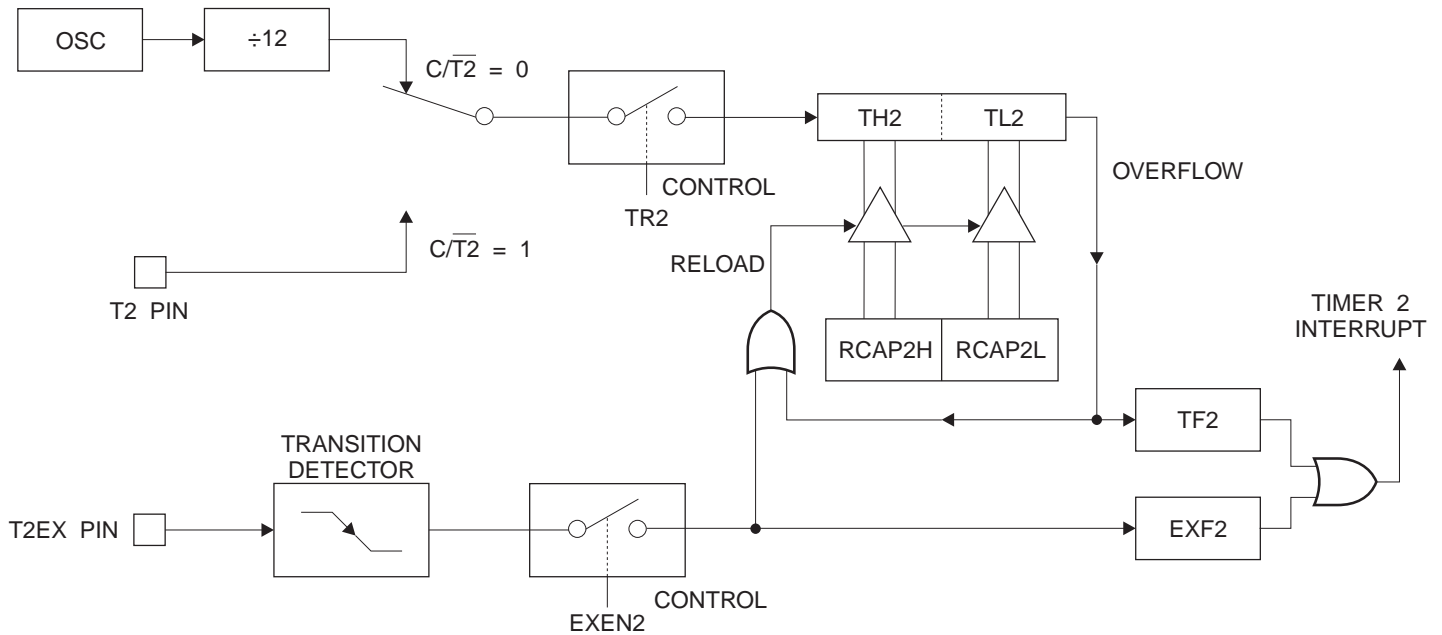 OSC
÷12
C/T2̅ = 0
TH2
TL2
OVERFLOW
CONTROL
TR2
C/T2̅ = 1
RELOAD
T2 PIN
RCAP2H
RCAP2L
TIMER 2
INTERRUPT
TF2
TRANSITION
DETECTOR
T2EX PIN
EXF2
CONTROL
EXEN2